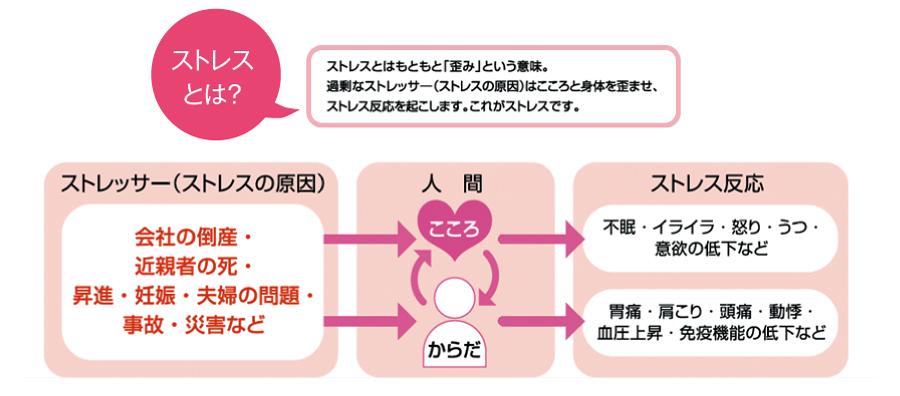 ストレス
とは?
ストレスとはもともと「歪み」という意味。
過剰なストレッサー(ストレスの原因)はこころと身体を歪ませ、
ストレス反応を起こします。これがストレスです。
ストレッサー(ストレスの原因)
会社の倒産・
近親者の死・
昇進・妊娠・夫婦の問題・
事故・災害など
人　間
こころ
からだ
ストレス反応
不眠・イライラ・怒り・うつ・
意欲の低下など
胃痛・肩こり・頭痛・動悸・
血圧上昇・免疫機能の低下など